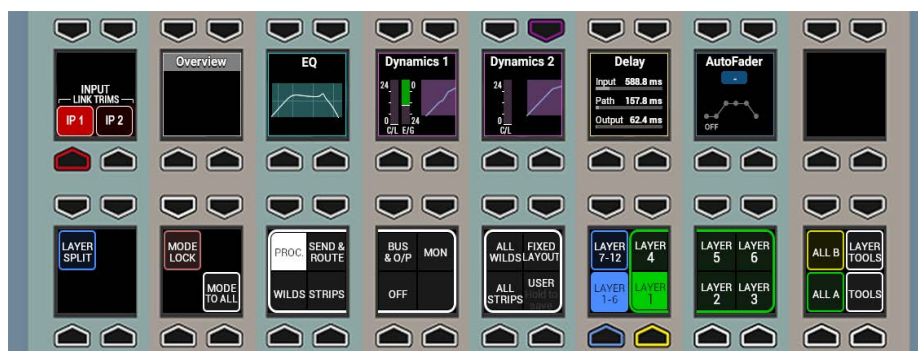 Overview
EQ
Dynamics 1
Dynamics 2
Delay
AutoFader
INPUT
LINK TRIMS
IP 1 IP 2
24 0
0 24
C/L E/G
24
0
C/L
Input 588.8 ms
Path 157.8 ms
Output 62.4 ms
-
OFF
LAYER
SPLIT
MODE
LOCK
MODE
TO ALL
PROC. SEND &
ROUTE
WILDS STRIPS
BUS
& O/P MON
OFF
ALL
WILDS FIXED
LAYOUT
ALL
STRIPS USER
Hold to
save
LAYER
7-12 LAYER
4
LAYER
1-6 LAYER
1
LAYER
5 LAYER
6
LAYER
2 LAYER
3
ALL B LAYER
TOOLS
ALL A TOOLS